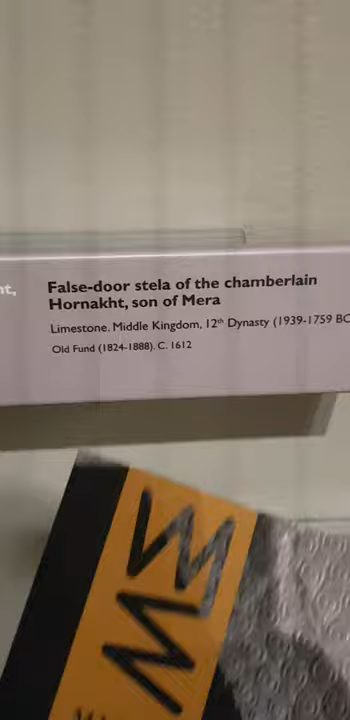 nt,
False-door stela of the chamberlain
Hornakht, son of Mera
Limestone. Middle Kingdom, 12th Dynasty (1939-1759 BC
Old Fund (1824-1888). C. 1612